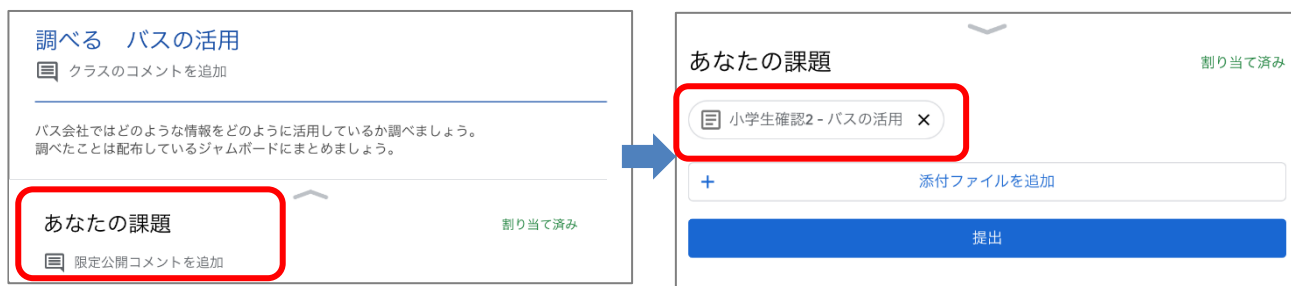 調べる　バスの活用
クラスのコメントを追加
バス会社ではどのような情報をどのように活用しているか調べましょう。
調べたことは配布しているジャムボードにまとめましょう。
あなたの課題
割り当て済み
限定公開コメントを追加
あなたの課題
割り当て済み
小学生確認2 - バスの活用 ×
+ 添付ファイルを追加
提出